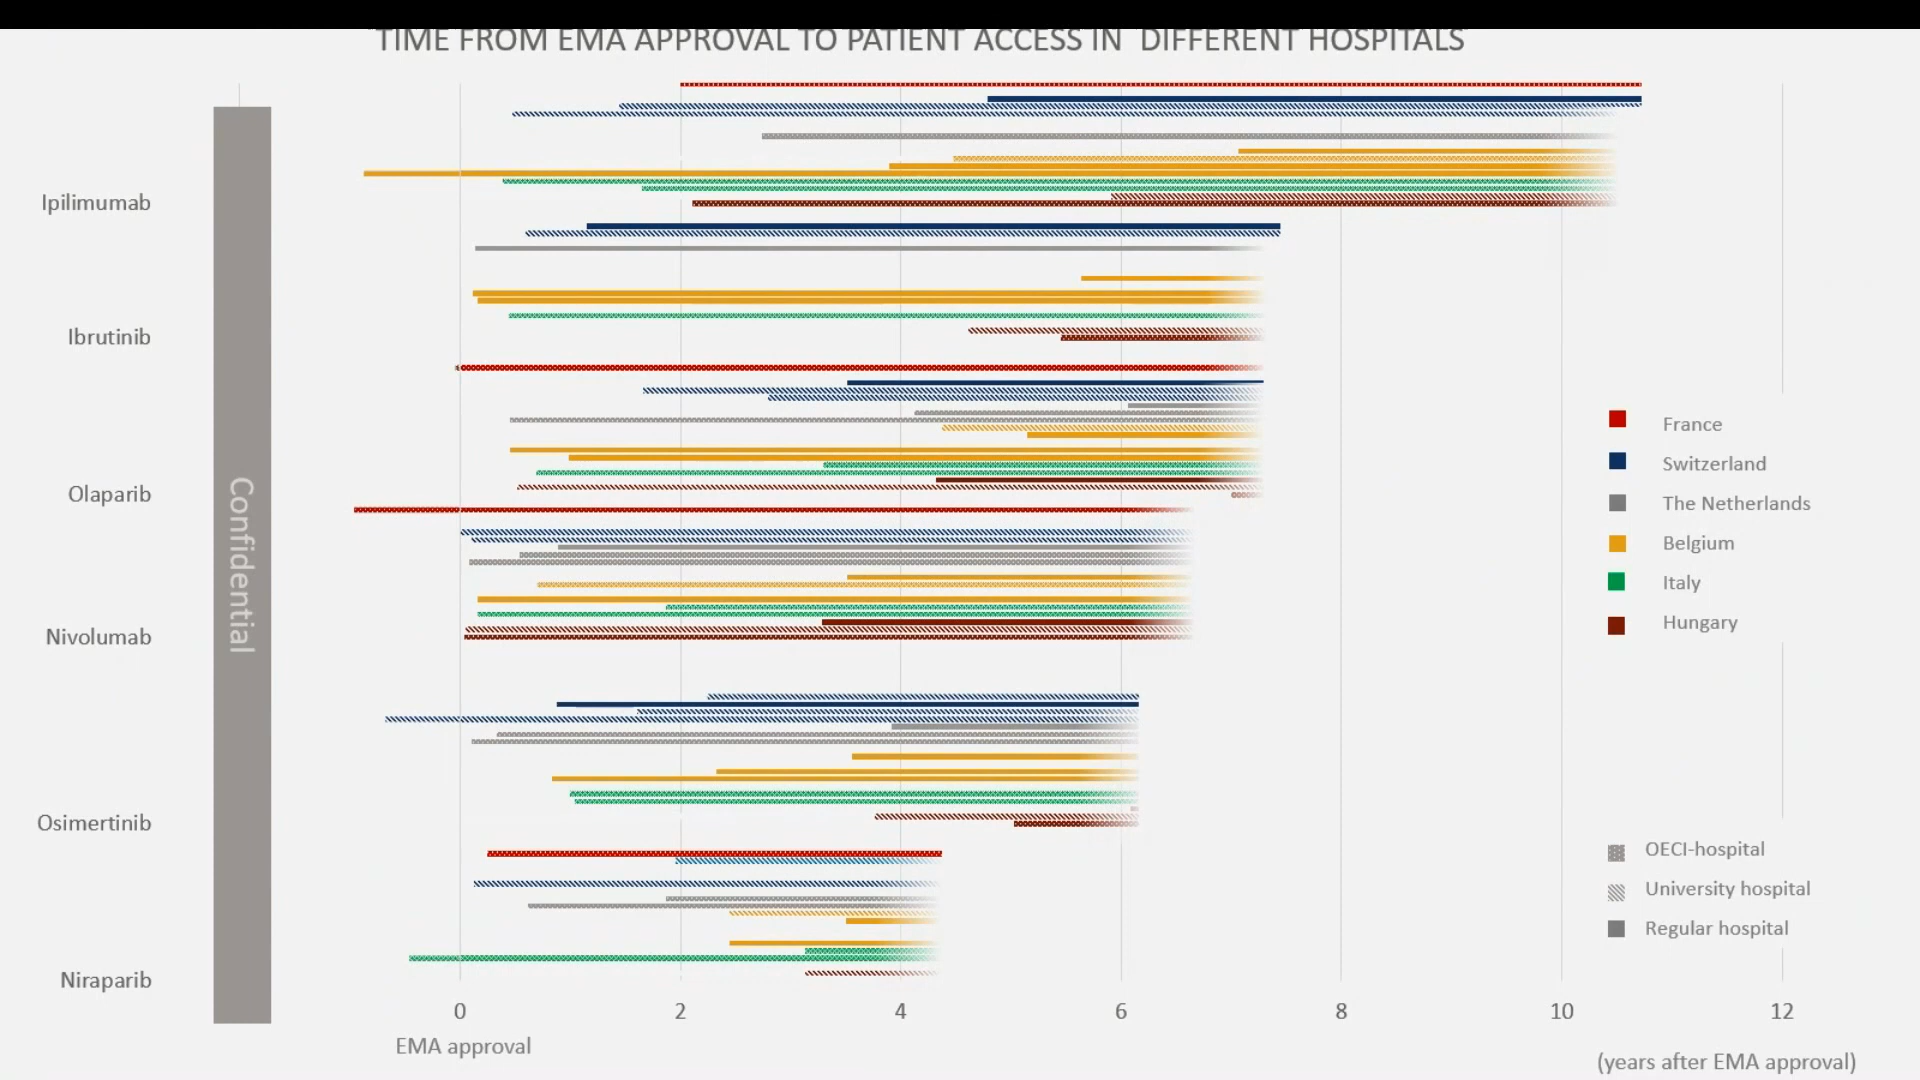 TIME FROM EMA APPROVAL TO PATIENT ACCESS IN DIFFERENT HOSPITALS
Ipilimumab
Ibrutinib
Olaparib
Nivolumab
Osimertinib
Niraparib
Confidential
France
Switzerland
The Netherlands
Belgium
Italy
Hungary
OECI-hospital
University hospital
Regular hospital
0 2 4 6 8 10 12
EMA approval
(years after EMA approval)